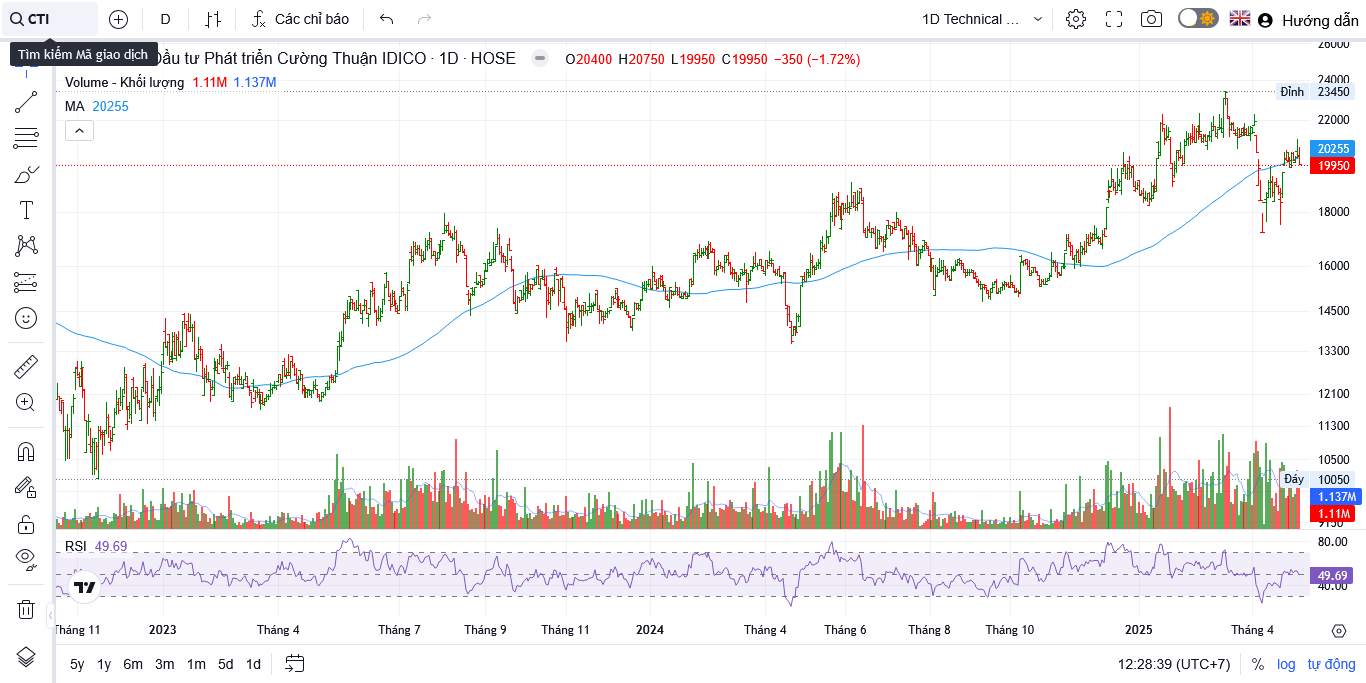 CTI
D
Các chỉ báo
1D Technical ...
Hướng dẫn
Tìm kiếm Mã giao dịch
Đầu tư Phát triển Cường Thuận IDICO · 1D · HOSE
O20400 H20750 L19950 C19950 −350 (−1.72%)
Volume - Khối lượng 1.11M 1.137M
MA 20255
26000
24000
Đỉnh 23450
22000
20255
19950
18000
16000
14500
13300
12100
11300
10500
Đáy 10050
1.137M
1.11M
9150
RSI 49.69
80.00
49.69
40.00
Tháng 11 2023 Tháng 4 Tháng 7 Tháng 9 Tháng 11 2024 Tháng 4 Tháng 6 Tháng 8 Tháng 10 2025 Tháng 4
5y 1y 6m 3m 1m 5d 1d
12:28:39 (UTC+7) % log tự động